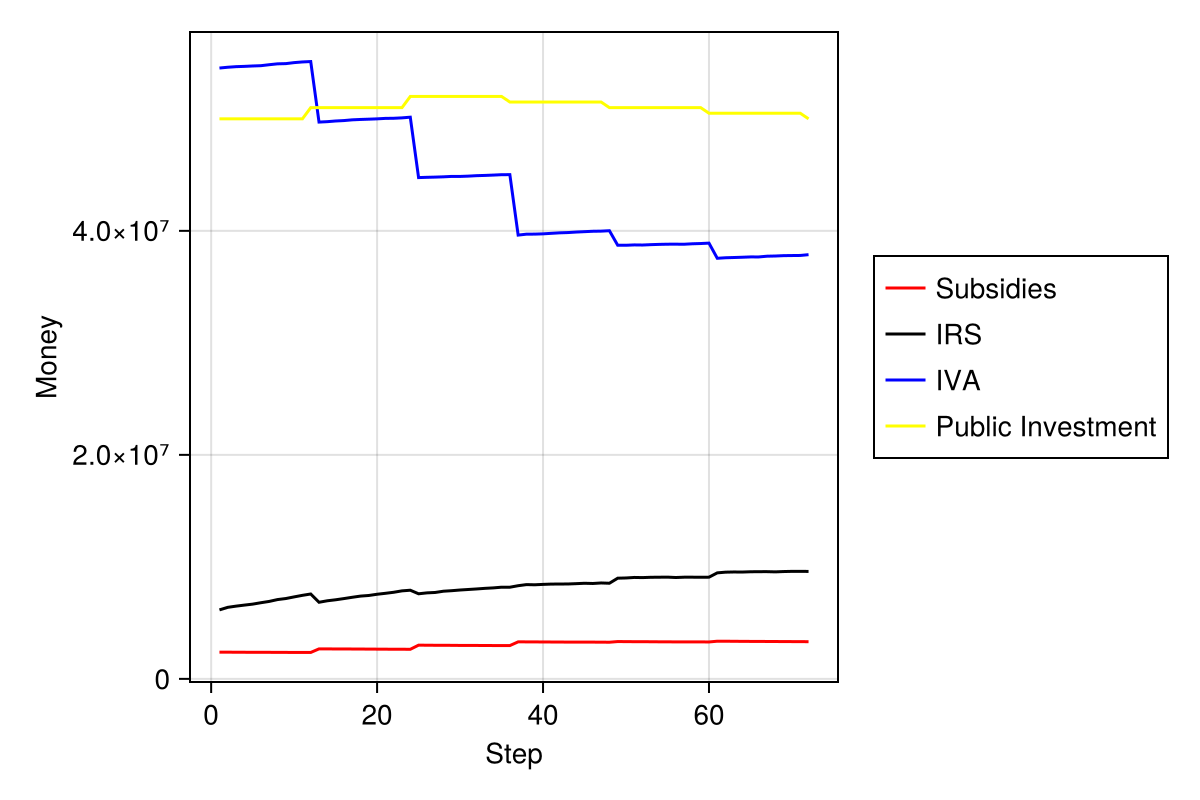 4.0×10⁷
2.0×10⁷
0
0 20 40 60
Money
Step
Subsidies
IRS
IVA
Public Investment